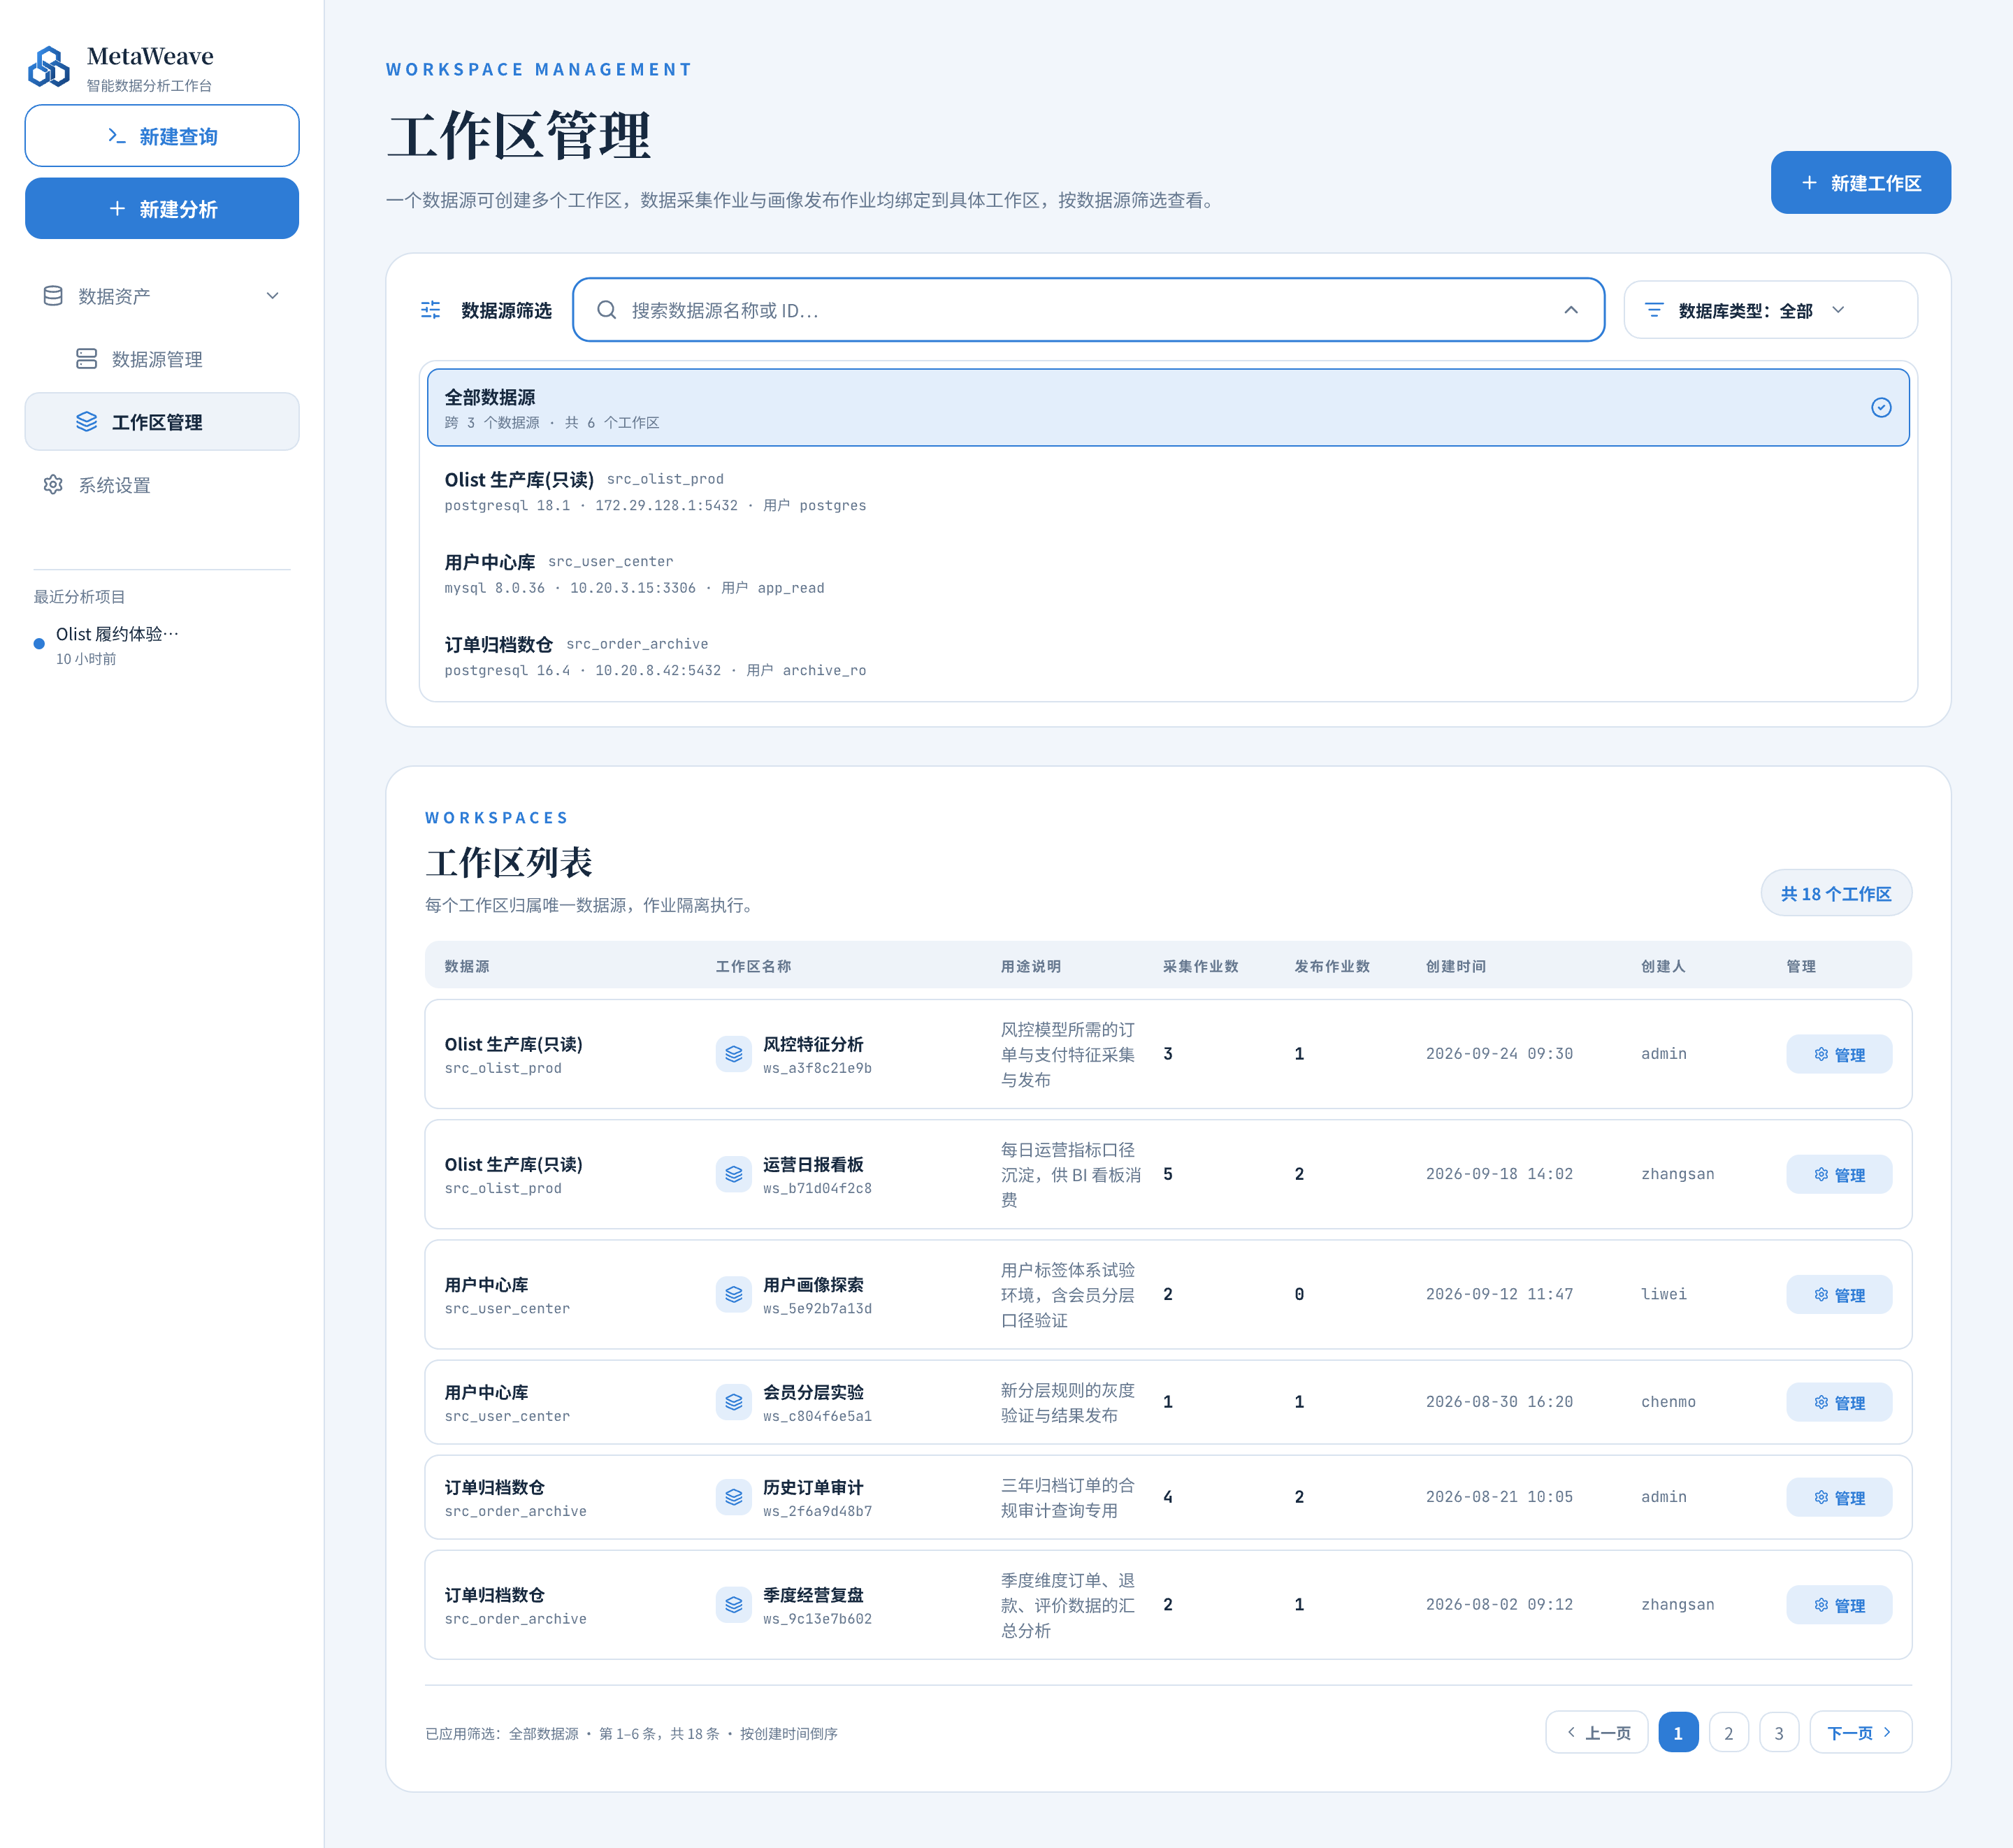 MetaWeave
智能数据分析工作台
新建查询
新建分析
数据资产
数据源管理
工作区管理
系统设置
最近分析项目
Olist 履约体验…
10 小时前
WORKSPACE MANAGEMENT
工作区管理
一个数据源可创建多个工作区，数据采集作业与画像发布作业均绑定到具体工作区，按数据源筛选查看。
新建工作区
数据源筛选
搜索数据源名称或 ID…
数据库类型：全部
全部数据源
跨 3 个数据源 · 共 6 个工作区
Olist 生产库(只读) src_olist_prod
postgresql 18.1 · 172.29.128.1:5432 · 用户 postgres
用户中心库 src_user_center
mysql 8.0.36 · 10.20.3.15:3306 · 用户 app_read
订单归档数仓 src_order_archive
postgresql 16.4 · 10.20.8.42:5432 · 用户 archive_ro
WORKSPACES
工作区列表
每个工作区归属唯一数据源，作业隔离执行。
共 18 个工作区
数据源 工作区名称 用途说明 采集作业数 发布作业数 创建时间 创建人 管理
Olist 生产库(只读)
src_olist_prod
风控特征分析
ws_a3f8c21e9b
风控模型所需的订
单与支付特征采集
与发布
3
1
2026-09-24 09:30
admin
管理
Olist 生产库(只读)
src_olist_prod
运营日报看板
ws_b71d04f2c8
每日运营指标口径
沉淀，供 BI 看板消
费
5
2
2026-09-18 14:02
zhangsan
管理
用户中心库
src_user_center
用户画像探索
ws_5e92b7a13d
用户标签体系试验
环境，含会员分层
口径验证
2
0
2026-09-12 11:47
liwei
管理
用户中心库
src_user_center
会员分层实验
ws_c804f6e5a1
新分层规则的灰度
验证与结果发布
1
1
2026-08-30 16:20
chenmo
管理
订单归档数仓
src_order_archive
历史订单审计
ws_2f6a9d48b7
三年归档订单的合
规审计查询专用
4
2
2026-08-21 10:05
admin
管理
订单归档数仓
src_order_archive
季度经营复盘
ws_9c13e7b602
季度维度订单、退
款、评价数据的汇
总分析
2
1
2026-08-02 09:12
zhangsan
管理
已应用筛选：全部数据源 · 第 1–6 条，共 18 条 · 按创建时间倒序
上一页 1 2 3 下一页